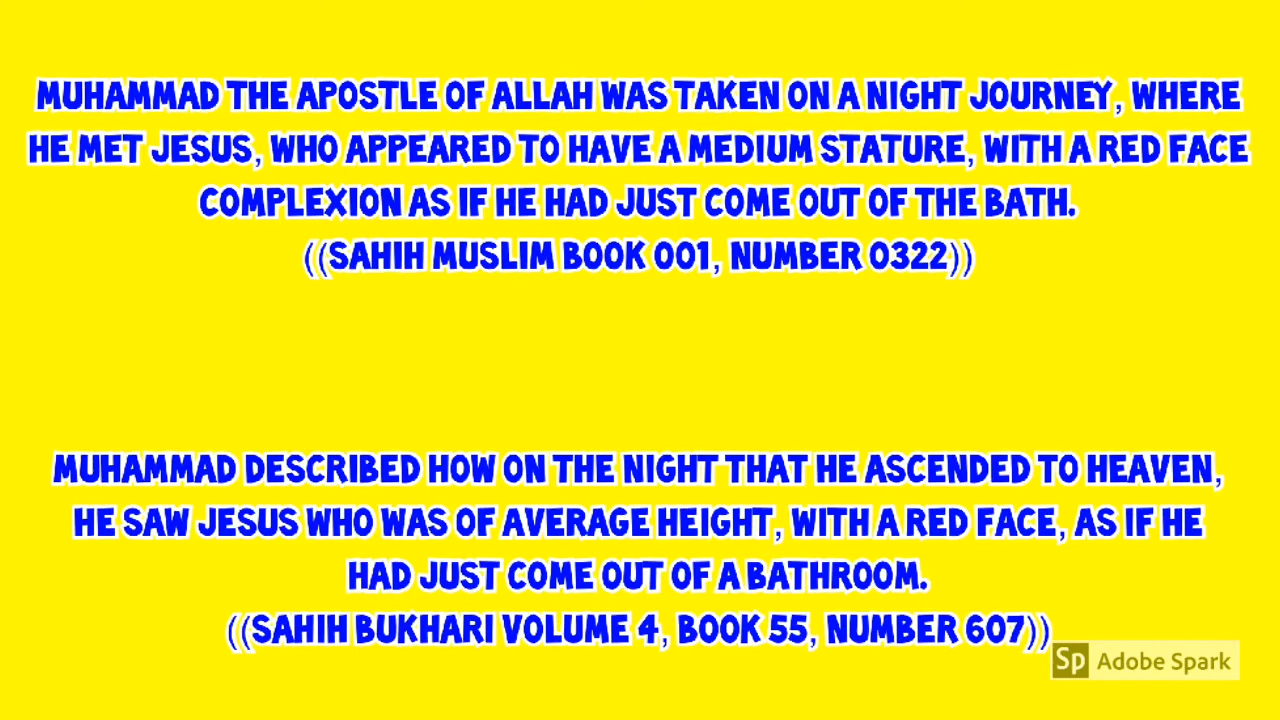 MUHAMMAD THE APOSTLE OF ALLAH WAS TAKEN ON A NIGHT JOURNEY, WHERE
HE MET JESUS, WHO APPEARED TO HAVE A MEDIUM STATURE, WITH A RED FACE
COMPLEXION AS IF HE HAD JUST COME OUT OF THE BATH.
((SAHIH MUSLIM BOOK 001, NUMBER 0322))
MUHAMMAD DESCRIBED HOW ON THE NIGHT THAT HE ASCENDED TO HEAVEN,
HE SAW JESUS WHO WAS OF AVERAGE HEIGHT, WITH A RED FACE, AS IF HE
HAD JUST COME OUT OF A BATHROOM.
((SAHIH BUKHARI VOLUME 4, BOOK 55, NUMBER 607))
Sp Adobe Spark